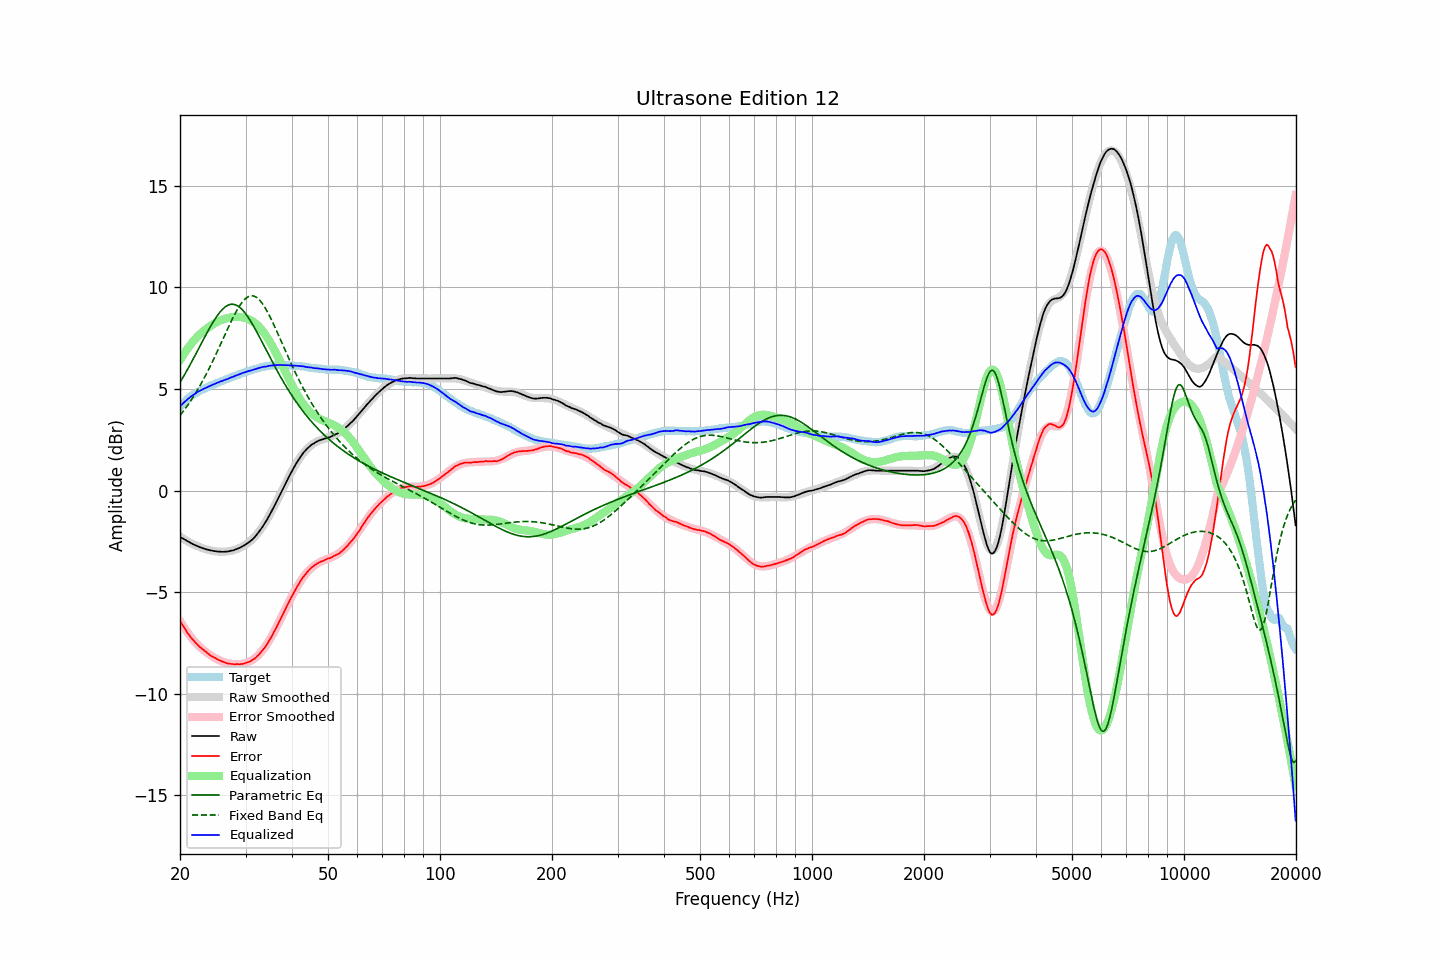 Ultrasone Edition 12
Amplitude (dBr)
15
10
5
0
−5
−10
−15
Target
Raw Smoothed
Error Smoothed
Raw
Error
Equalization
Parametric Eq
Fixed Band Eq
Equalized
20 50 100 200 500 1000 2000 5000 10000 20000
Frequency (Hz)